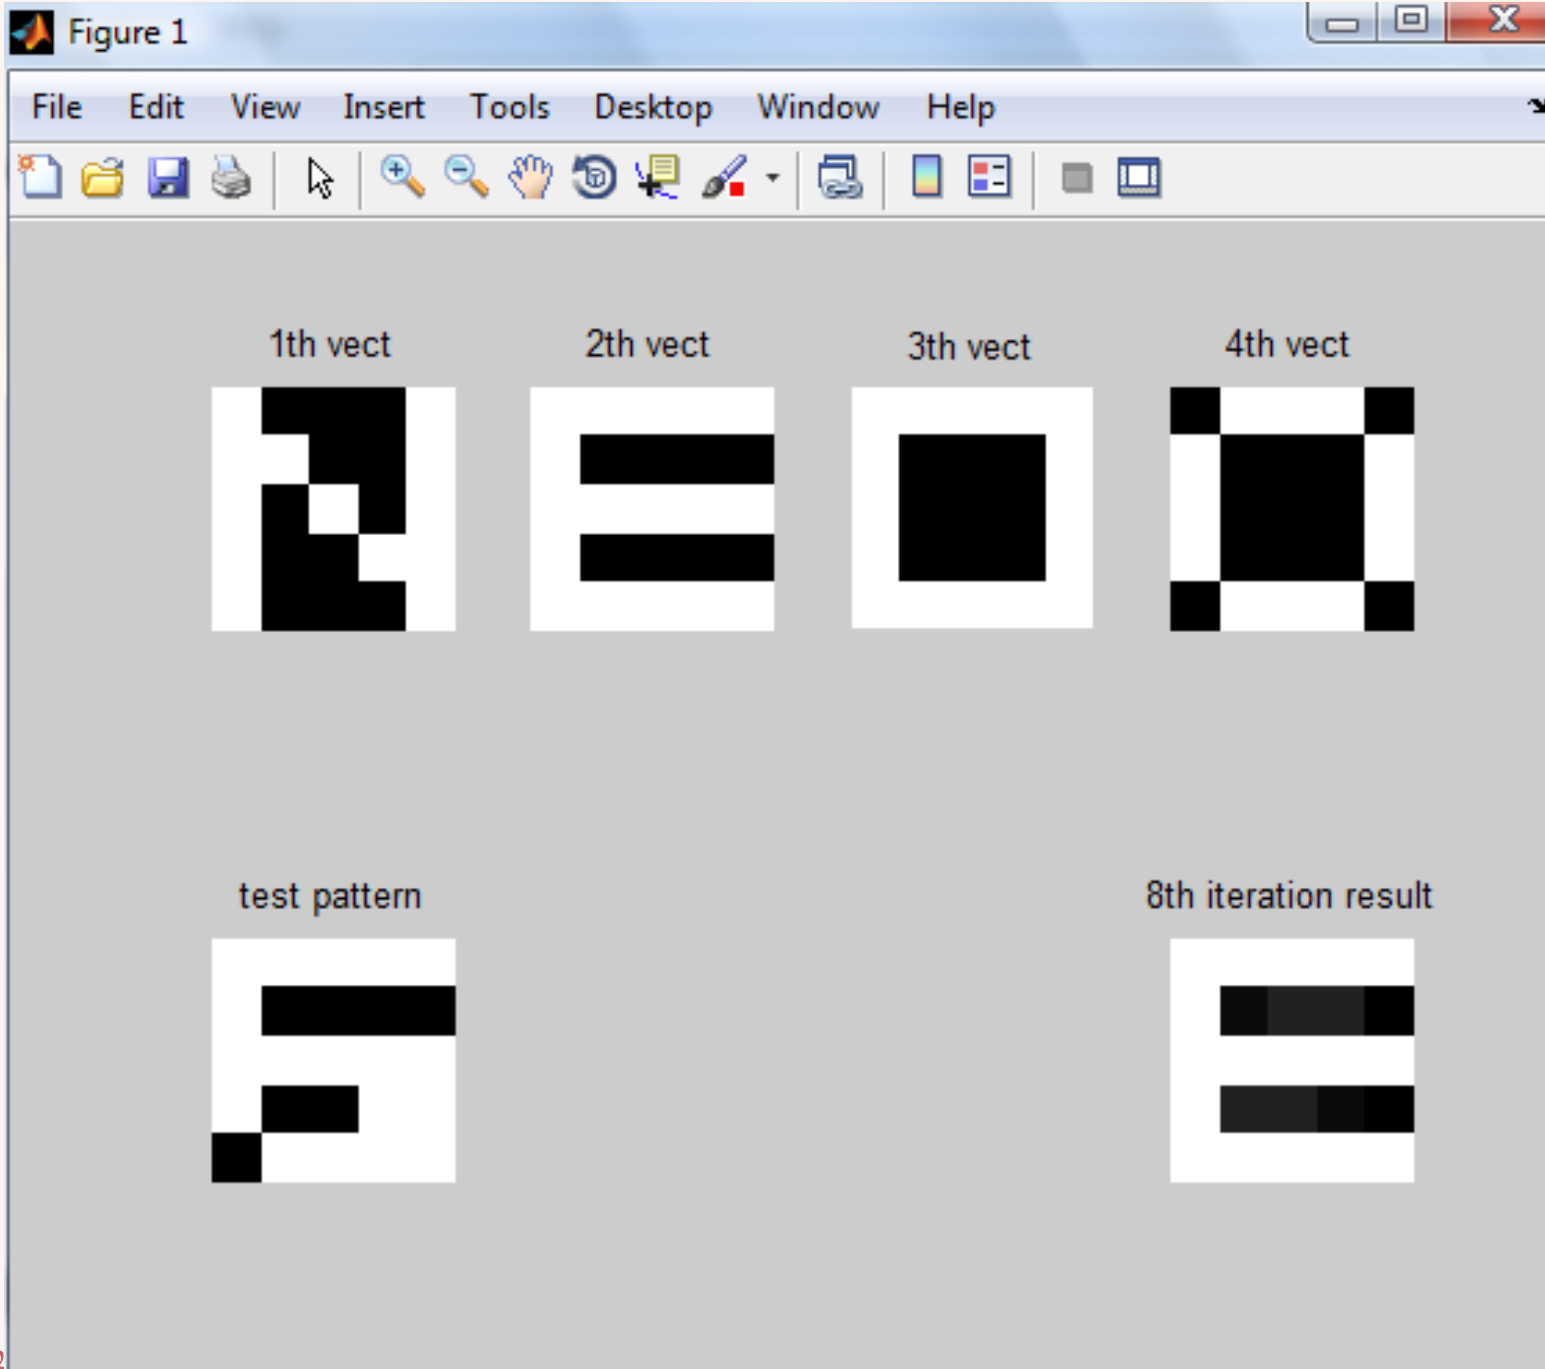 Figure 1
File Edit View Insert Tools Desktop Window Help
1th vect 2th vect 3th vect 4th vect
test pattern 8th iteration result